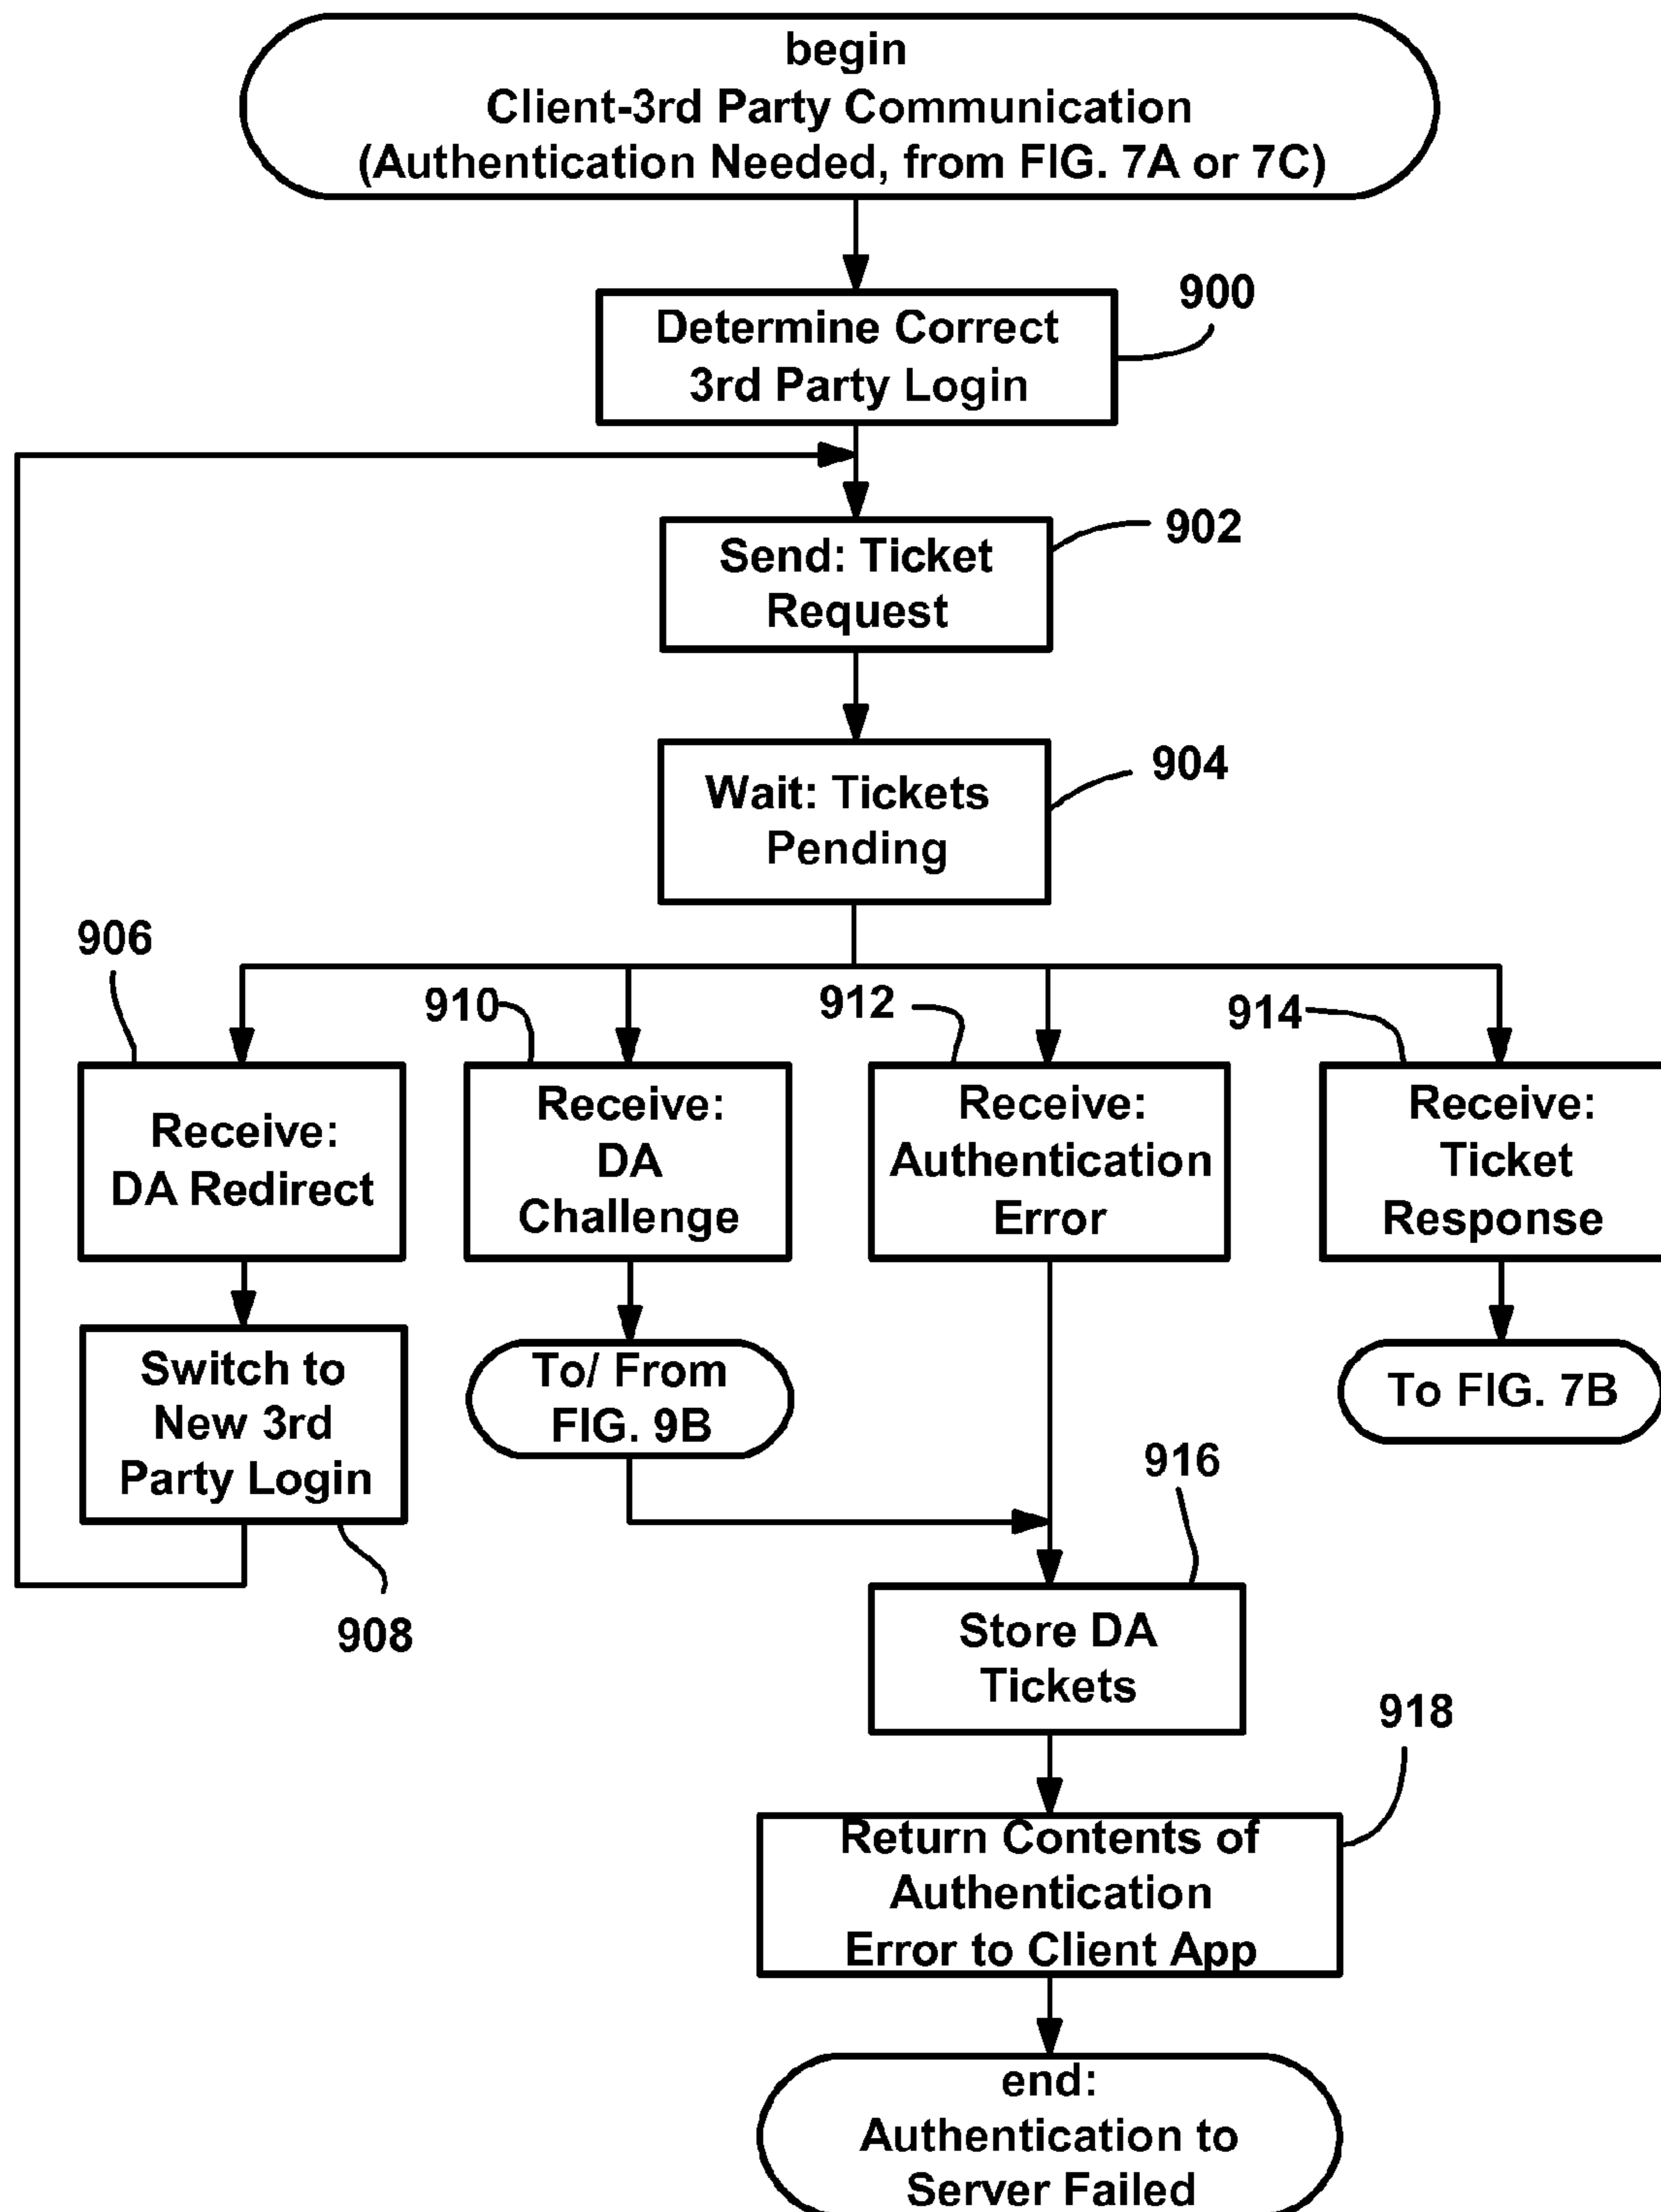 begin
Client-3rd Party Communication
(Authentication Needed, from FIG. 7A or 7C)
900
Determine Correct
3rd Party Login
902
Send: Ticket
Request
904
Wait: Tickets
Pending
906
910
912
914
Receive:
DA Redirect
Receive:
DA
Challenge
Receive:
Authentication
Error
Receive:
Ticket
Response
Switch to
New 3rd
Party Login
To/ From
FIG. 9B
To FIG. 7B
908
916
Store DA
Tickets
918
Return Contents of
Authentication
Error to Client App
end:
Authentication to
Server Failed